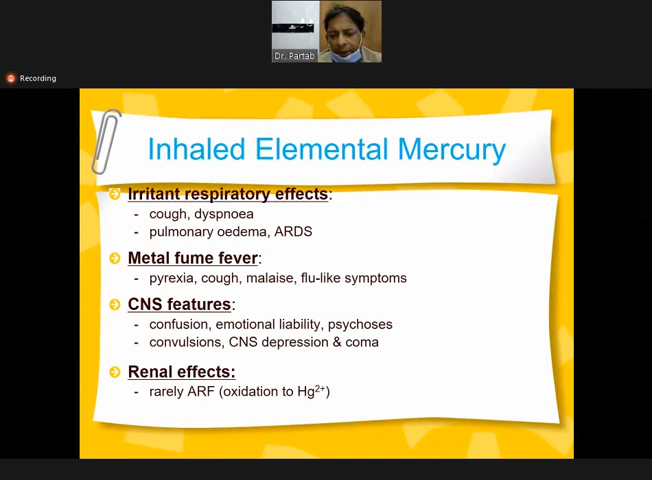 Dr. Partab
Recording
Inhaled Elemental Mercury
Irritant respiratory effects:
- cough, dyspnoea
- pulmonary oedema, ARDS
Metal fume fever:
- pyrexia, cough, malaise, flu-like symptoms
CNS features:
- confusion, emotional liability, psychoses
- convulsions, CNS depression & coma
Renal effects:
- rarely ARF (oxidation to Hg²⁺)